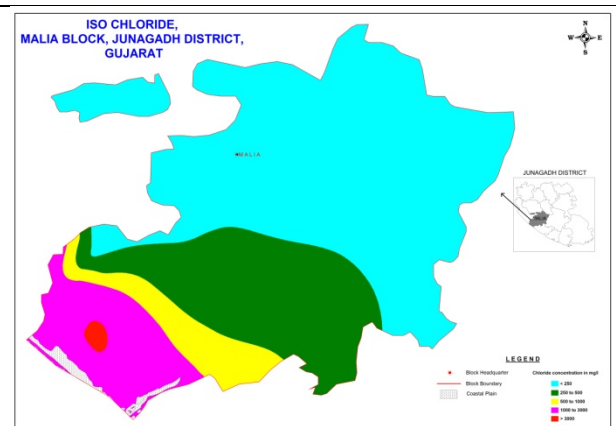 ISO CHLORIDE,
MALIA BLOCK, JUNAGADH DISTRICT,
GUJARAT
N
W E
S
MALIA
JUNAGADH DISTRICT
LEGEND
Block Headquarter
Block Boundary
Coastal Plain
Chloride concentration in mg/l
< 250
250 to 500
500 to 1000
1000 to 3000
> 3000